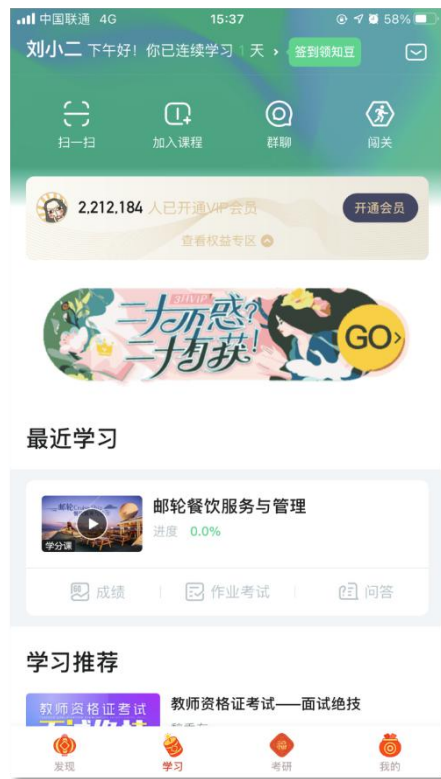 中国联通 4G 15:37 58%
刘小二 下午好！你已连续学习 1 天 签到领知豆
扫一扫 加入课程 群聊 闯关
2,212,184 人已开通VIP会员 开通会员
查看权益专区
3月VIP
二十不惑？
二十有获！
GO
最近学习
邮轮餐饮服务与管理
学分课
进度 0.0%
成绩 作业考试 问答
学习推荐
教师资格证考试
教师资格证考试——面试绝技
发现 学习 考研 我的